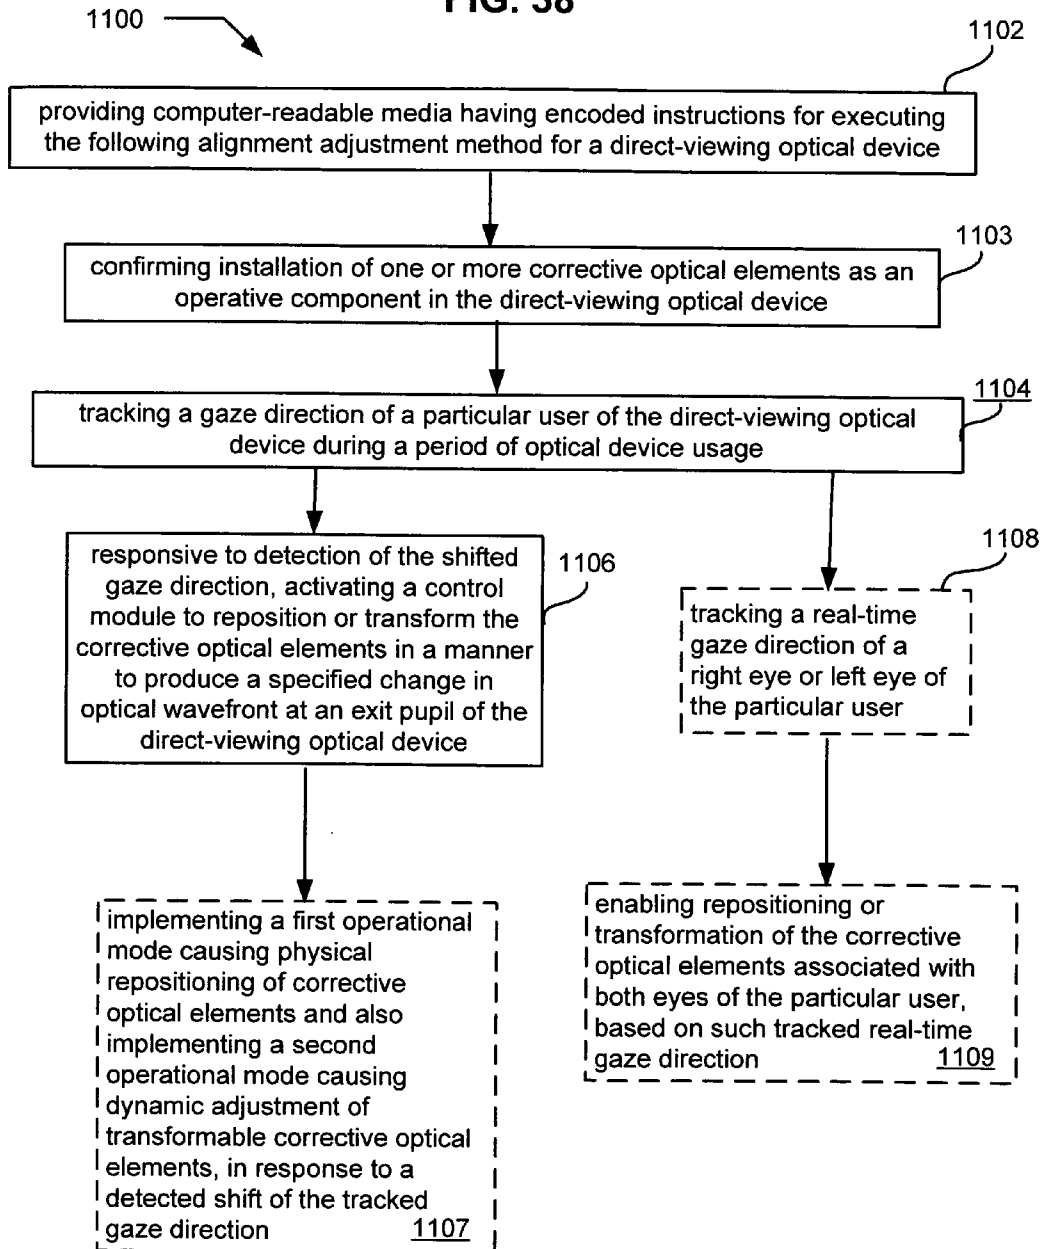 FIG. 38
1100
1102
providing computer-readable media having encoded instructions for executing
the following alignment adjustment method for a direct-viewing optical device
1103
confirming installation of one or more corrective optical elements as an
operative component in the direct-viewing optical device
1104
tracking a gaze direction of a particular user of the direct-viewing optical
device during a period of optical device usage
responsive to detection of the shifted
gaze direction, activating a control
module to reposition or transform the
corrective optical elements in a manner
to produce a specified change in
optical wavefront at an exit pupil of the
direct-viewing optical device
1106
1108
tracking a real-time
gaze direction of a
right eye or left eye of
the particular user
implementing a first operational
mode causing physical
repositioning of corrective
optical elements and also
implementing a second
operational mode causing
dynamic adjustment of
transformable corrective optical
elements, in response to a
detected shift of the tracked
gaze direction 1107
enabling repositioning or
transformation of the corrective
optical elements associated with
both eyes of the particular user,
based on such tracked real-time
gaze direction 1109